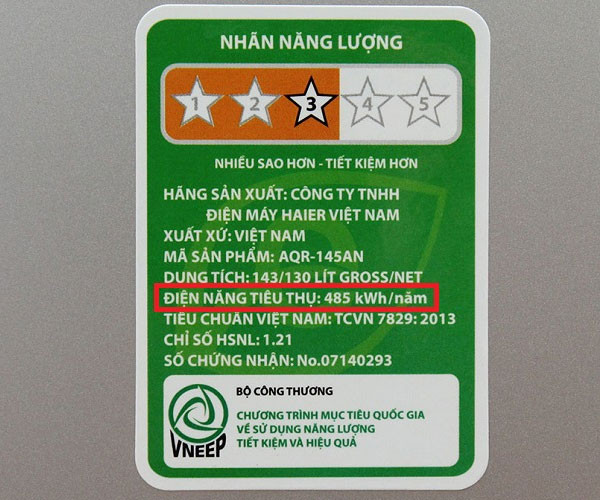 NHÃN NĂNG LƯỢNG
1 2 3 4 5
NHIỀU SAO HƠN - TIẾT KIỆM HƠN
HÃNG SẢN XUẤT: CÔNG TY TNHH
ĐIỆN MÁY HAIER VIỆT NAM
XUẤT XỨ: VIỆT NAM
MÃ SẢN PHẨM: AQR-145AN
DUNG TÍCH: 143/130 LÍT GROSS/NET
ĐIỆN NĂNG TIÊU THỤ: 485 kWh/năm
TIÊU CHUẨN VIỆT NAM: TCVN 7829: 2013
CHỈ SỐ HSNL: 1.21
SỐ CHỨNG NHẬN: No.07140293
BỘ CÔNG THƯƠNG
CHƯƠNG TRÌNH MỤC TIÊU QUỐC GIA
VỀ SỬ DỤNG NĂNG LƯỢNG
TIẾT KIỆM VÀ HIỆU QUẢ
VNEEP